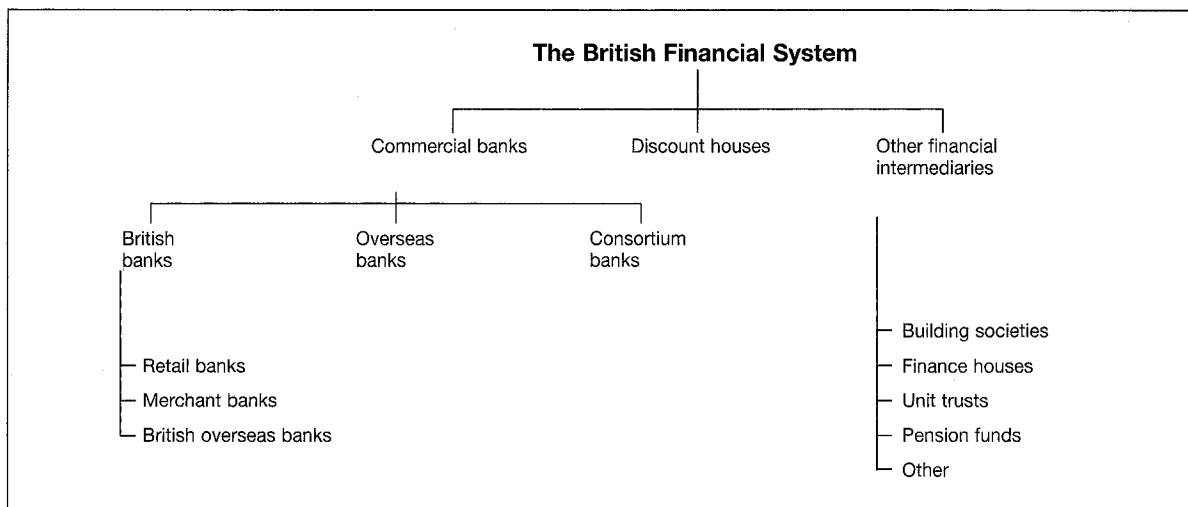 The British Financial System
Commercial banks
Discount houses
Other financial
intermediaries
British
banks
Overseas
banks
Consortium
banks
Retail banks
Merchant banks
British overseas banks
Building societies
Finance houses
Unit trusts
Pension funds
Other